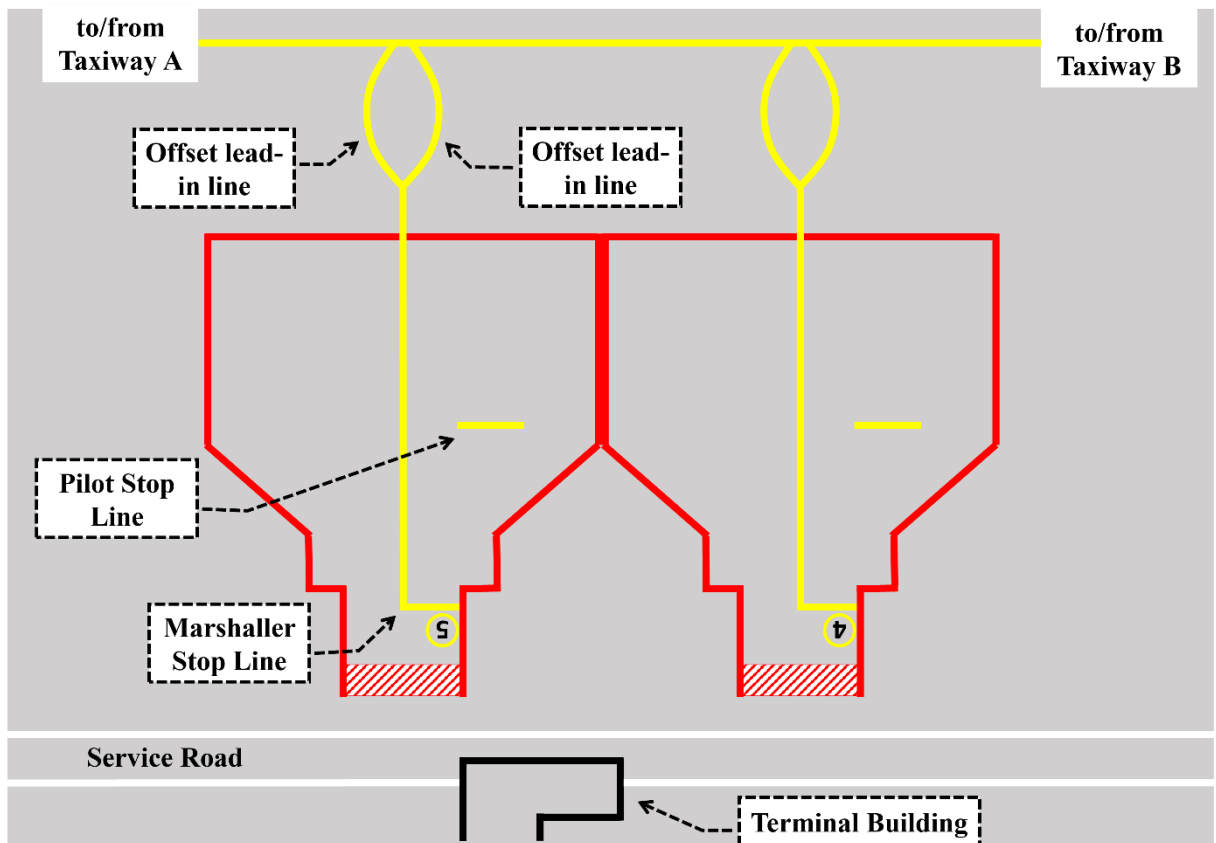 to/from
Taxiway A
to/from
Taxiway B
Offset lead-
in line
Offset lead-
in line
Pilot Stop
Line
Marshaller
Stop Line
5
4
Service Road
Terminal Building